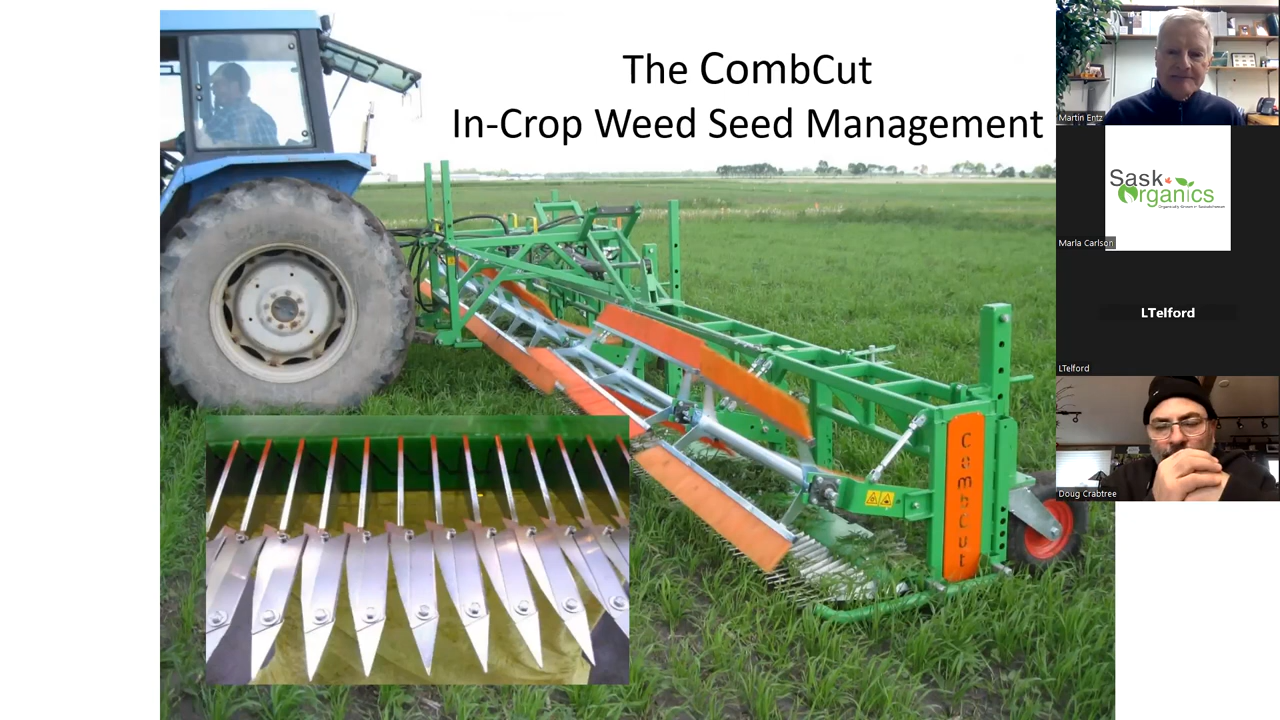 The CombCut
In-Crop Weed Seed Management
CombCut
Martin Entz
Sask
Organics
Marla Carlson
LTelford
LTelford
Doug Crabtree